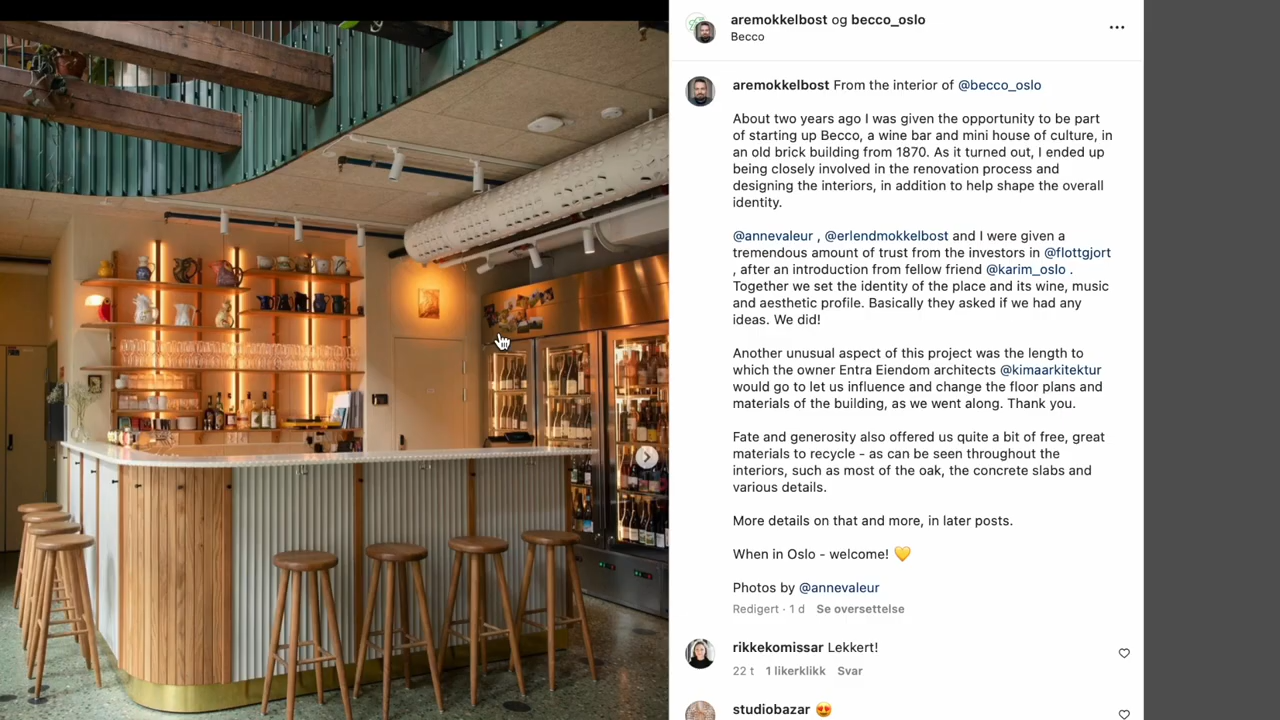 aremokkelbost og becco_oslo
Becco
aremokkelbost From the interior of @becco_oslo
About two years ago I was given the opportunity to be part
of starting up Becco, a wine bar and mini house of culture, in
an old brick building from 1870. As it turned out, I ended up
being closely involved in the renovation process and
designing the interiors, in addition to help shape the overall
identity.
@annevaleur , @erlendmokkelbost and I were given a
tremendous amount of trust from the investors in @flottgjort
, after an introduction from fellow friend @karim_oslo .
Together we set the identity of the place and its wine, music
and aesthetic profile. Basically they asked if we had any
ideas. We did!
Another unusual aspect of this project was the length to
which the owner Entra Eiendom architects @kimaarkitektur
would go to let us influence and change the floor plans and
materials of the building, as we went along. Thank you.
Fate and generosity also offered us quite a bit of free, great
materials to recycle - as can be seen throughout the
interiors, such as most of the oak, the concrete slabs and
various details.
More details on that and more, in later posts.
When in Oslo - welcome! 💛
Photos by @annevaleur
Redigert · 1 d Se oversettelse
rikkekomissar Lekkert!
22 t 1 likerklikk Svar
studiobazar 😍